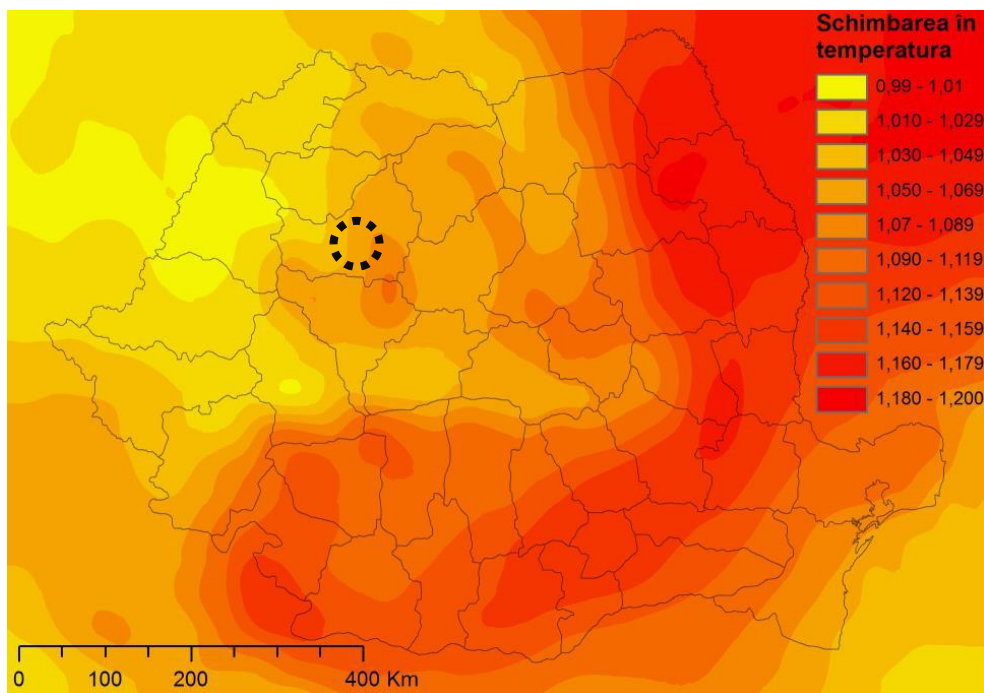 Schimbarea în
temperatura
0,99 - 1,01
1,010 - 1,029
1,030 - 1,049
1,050 - 1,069
1,07 - 1,089
1,090 - 1,119
1,120 - 1,139
1,140 - 1,159
1,160 - 1,179
1,180 - 1,200
0 100 200 400 Km